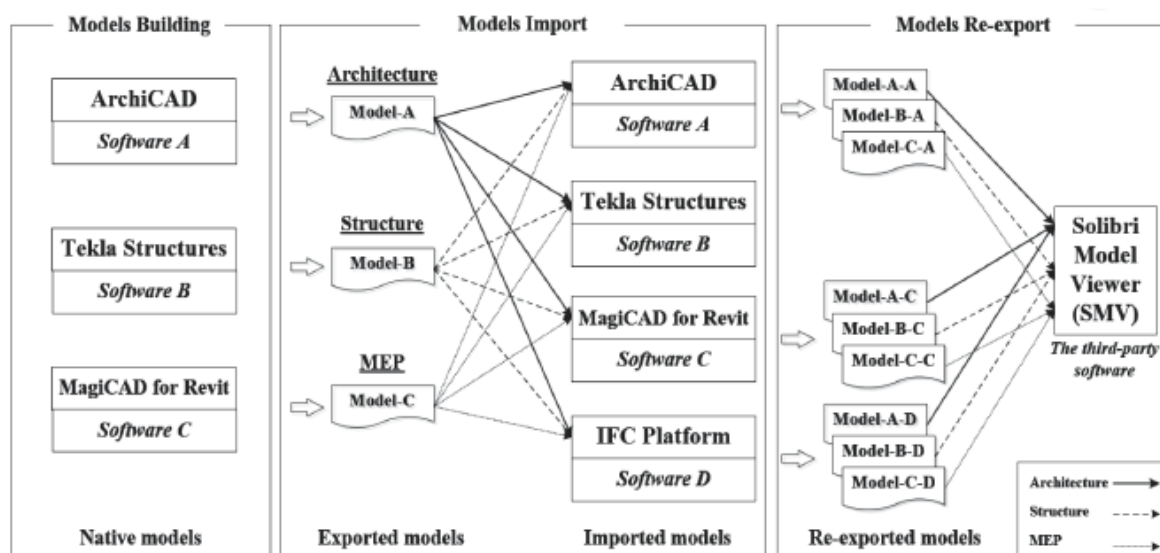 Models Building
ArchiCAD
Software A
Tekla Structures
Software B
MagiCAD for Revit
Software C
Native models
Models Import
Architecture
Model-A
Structure
Model-B
MEP
Model-C
Exported models
ArchiCAD
Software A
Tekla Structures
Software B
MagiCAD for Revit
Software C
IFC Platform
Software D
Imported models
Models Re-export
Model-A-A
Model-B-A
Model-C-A
Model-A-C
Model-B-C
Model-C-C
Model-A-D
Model-B-D
Model-C-D
Re-exported models
Solibri
Model
Viewer
(SMV)
The third-party
software
Architecture
Structure
MEP